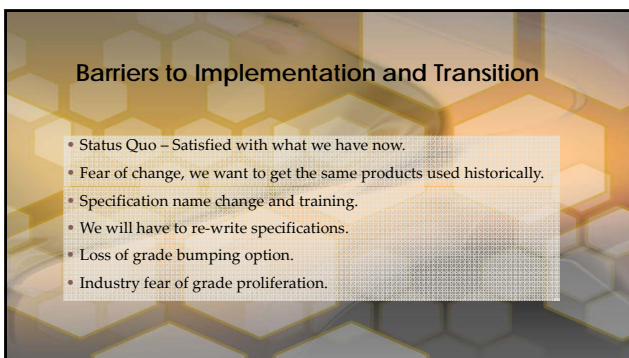 Barriers to Implementation and Transition
• Status Quo – Satisfied with what we have now.
• Fear of change, we want to get the same products used historically.
• Specification name change and training.
• We will have to re-write specifications.
• Loss of grade bumping option.
• Industry fear of grade proliferation.